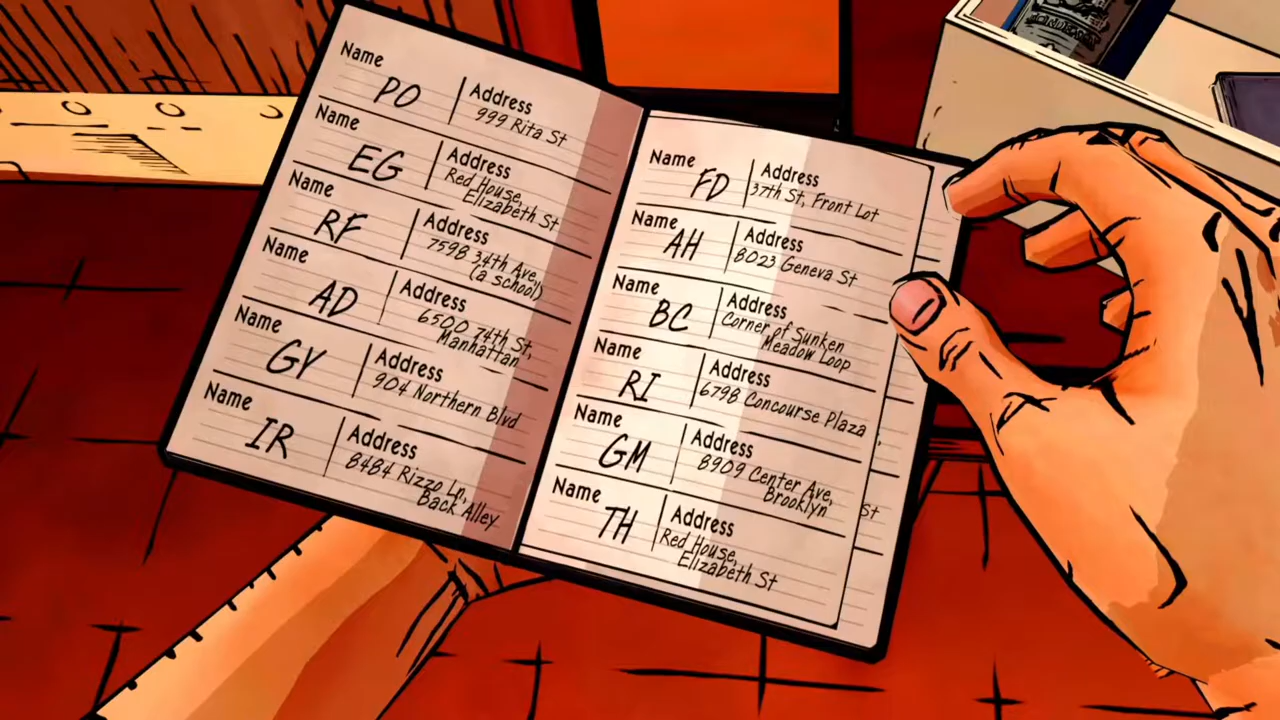 Name
PO
Address
999 Rita St
Name
EG
Address
Red House,
Elizabeth St
Name
RF
Address
7598 34th Ave,
(a school)
Name
AD
Address
6500 74th St,
Manhattan
Name
GY
Address
904 Northern Blvd
Name
IR
Address
8484 Rizzo Ln,
Back Alley
Name
FD
Address
37th St, Front Lot
Name
AH
Address
8023 Geneva St
Name
BC
Address
Corner of Sunken
Meadow Loop
Name
RI
Address
6798 Concourse Plaza
Name
GM
Address
8909 Center Ave,
Brooklyn
Name
TH
Address
Red House,
Elizabeth St
St